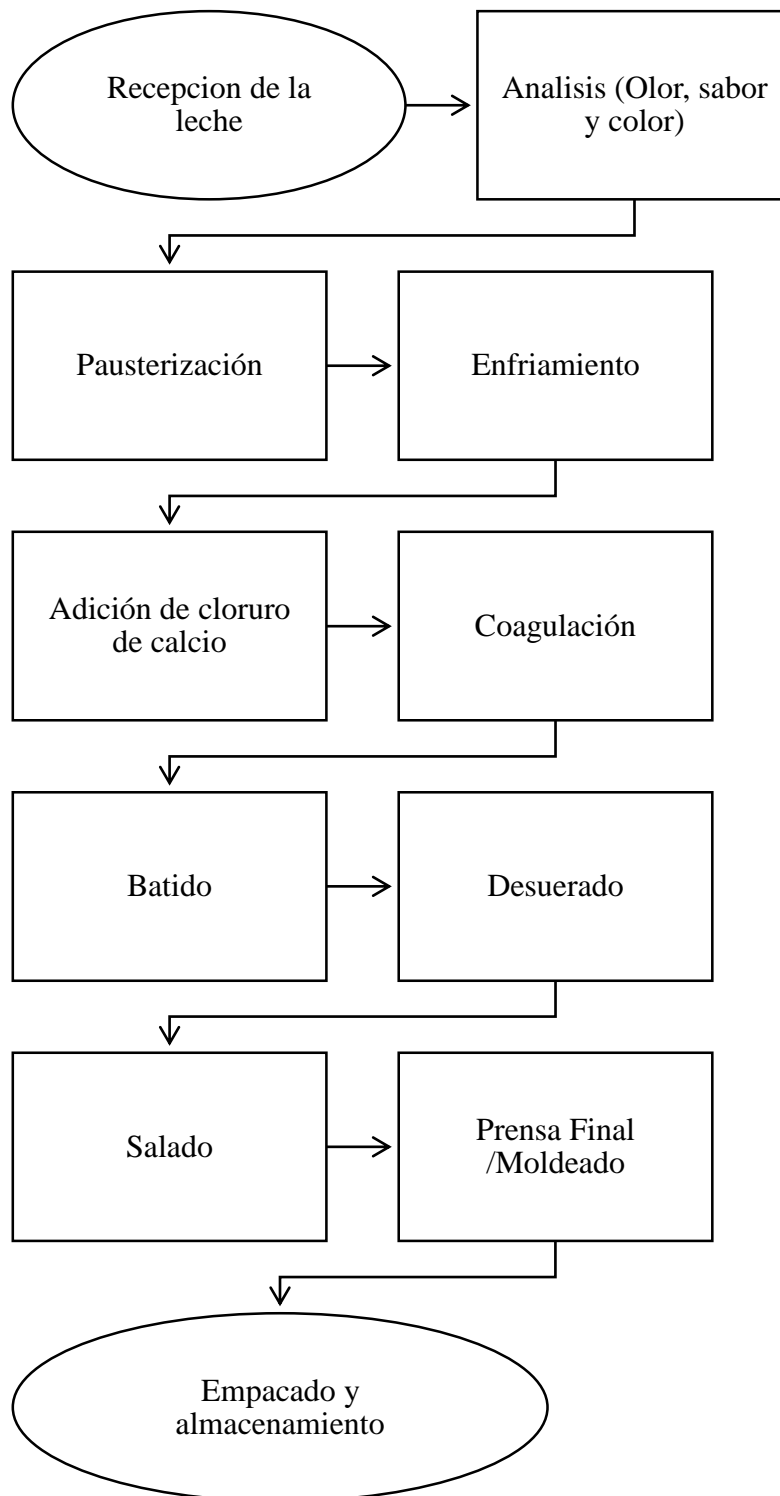 Recepcion de la
leche
Analisis (Olor, sabor
y color)
Pausterización
Enfriamiento
Adición de cloruro
de calcio
Coagulación
Batido
Desuerado
Salado
Prensa Final
/Moldeado
Empacado y
almacenamiento